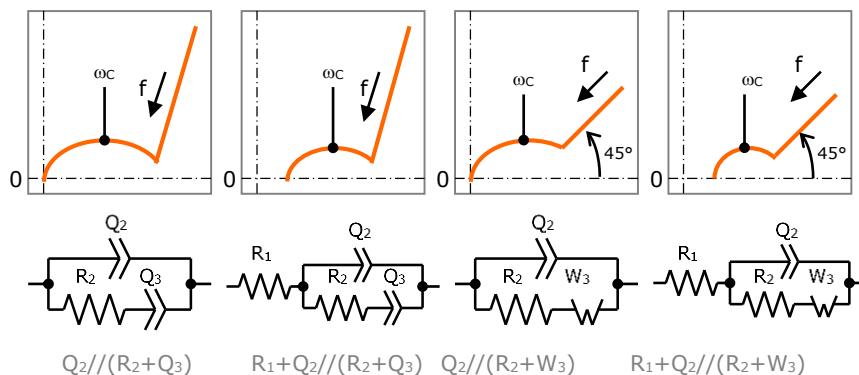 ωC
f
0
ωC
f
0
ωC
f
45°
0
ωC
f
45°
0
Q2
R2 Q3
R1 Q2
R2 Q3
Q2
R2 W3
R1 Q2
R2 W3
Q2//(R2+Q3)
R1+Q2//(R2+Q3)
Q2//(R2+W3)
R1+Q2//(R2+W3)